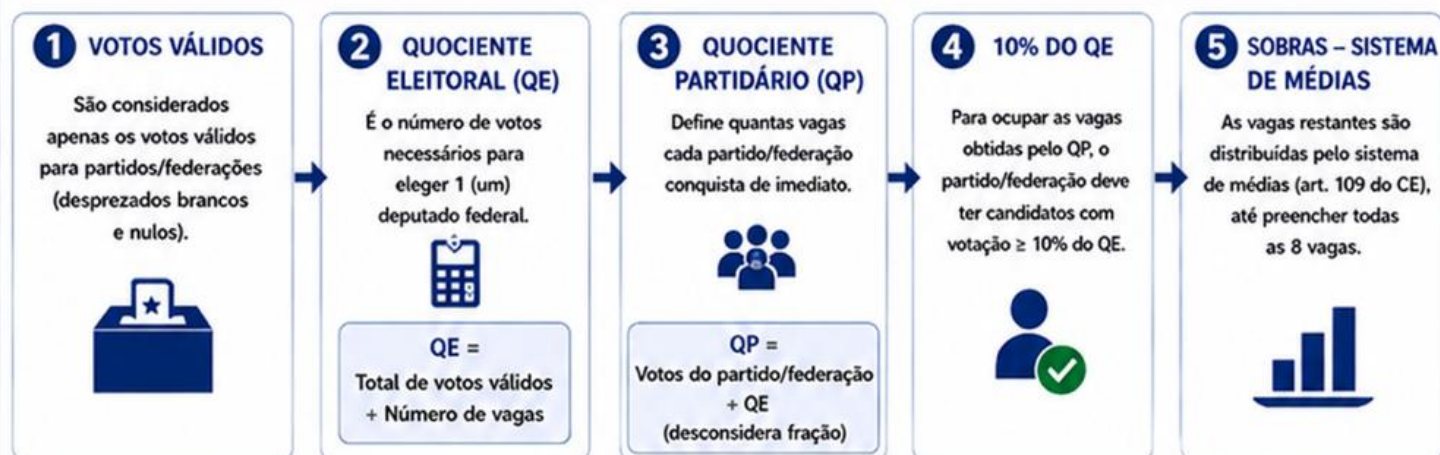 1 VOTOS VÁLIDOS
São considerados
apenas os votos válidos
para partidos/federações
(desprezados brancos
e nulos).
2 QUOCIENTE
ELEITORAL (QE)
É o número de votos
necessários para
eleger 1 (um)
deputado federal.
QE =
Total de votos válidos
÷ Número de vagas
3 QUOCIENTE
PARTIDÁRIO (QP)
Define quantas vagas
cada partido/federação
conquista de imediato.
QP =
Votos do partido/federação
÷ QE
(desconsidera fração)
4 10% DO QE
Para ocupar as vagas
obtidas pelo QP, o
partido/federação deve
ter candidatos com
votação ≥ 10% do QE.
5 SOBRAS – SISTEMA
DE MÉDIAS
As vagas restantes são
distribuídas pelo sistema
de médias (art. 109 do CE),
até preencher todas
as 8 vagas.